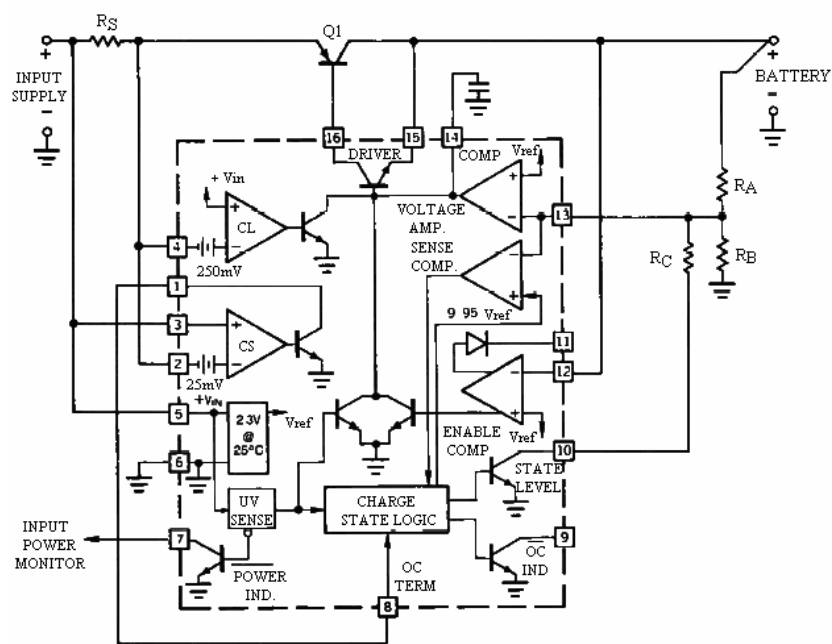 RS
Q1
+
INPUT
SUPPLY
-
+
BATTERY
-
16
15
14
DRIVER
COMP
Vref
+ Vin
+
-
CL
4
250mV
+
-
VOLTAGE
AMP.
13
RA
RB
RC
SENSE
COMP.
-
+
9 95 Vref
1
3
+
-
CS
2
25mV
11
12
-
+
+VIN
5
2 3V
@
25°C
Vref
ENABLE
COMP
Vref
10
STATE
LEVEL
6
UV
SENSE
CHARGE
STATE LOGIC
INPUT
POWER
MONITOR
7
POWER
IND.
OC
TERM
8
9
OC
IND